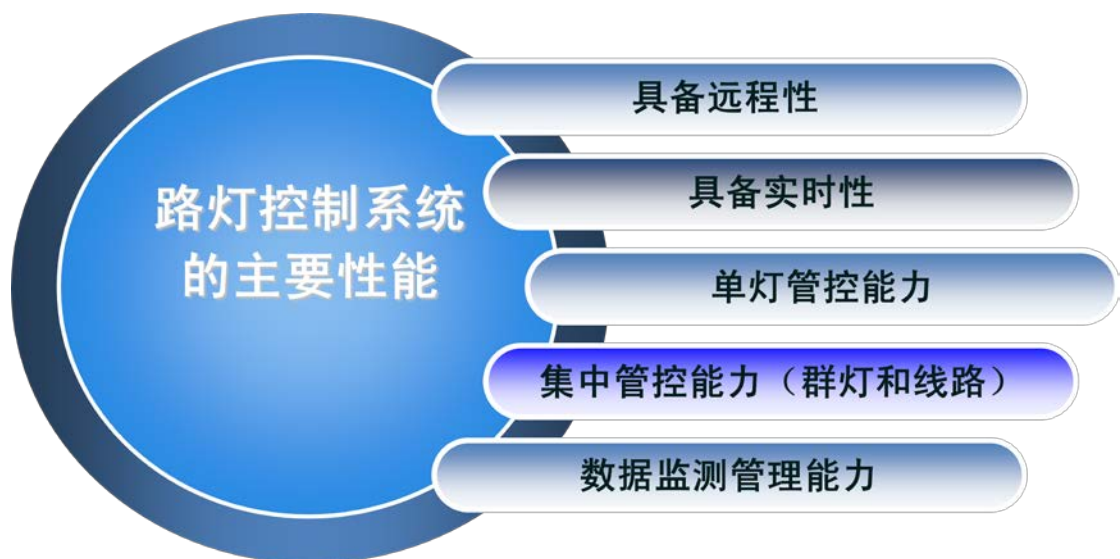 路灯控制系统
的主要性能
具备远程性
具备实时性
单灯管控能力
集中管控能力（群灯和线路）
数据监测管理能力